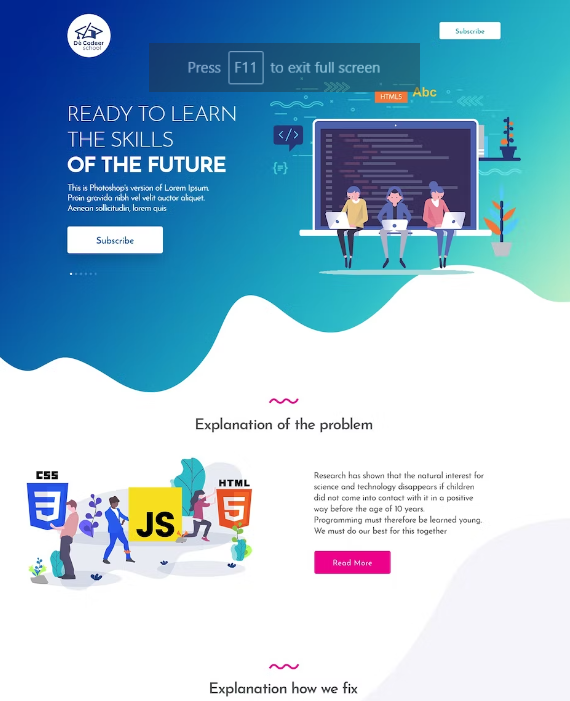 Dè Codeer
school
Subscribe
Press F11 to exit full screen
HTML5
Abc
</>
READY TO LEARN
THE SKILLS
OF THE FUTURE
This is Photoshop's version of Lorem Ipsum.
Proin gravida nibh vel velit auctor aliquet.
Aenean sollicitudin, lorem quis
Subscribe
Explanation of the problem
CSS
3
JS
HTML
5
Research has shown that the natural interest for
science and technology disappears if children
did not come into contact with it in a positive
way before the age of 10 years.
Programming must therefore be learned young.
We must do our best for this together
Read More
Explanation how we fix